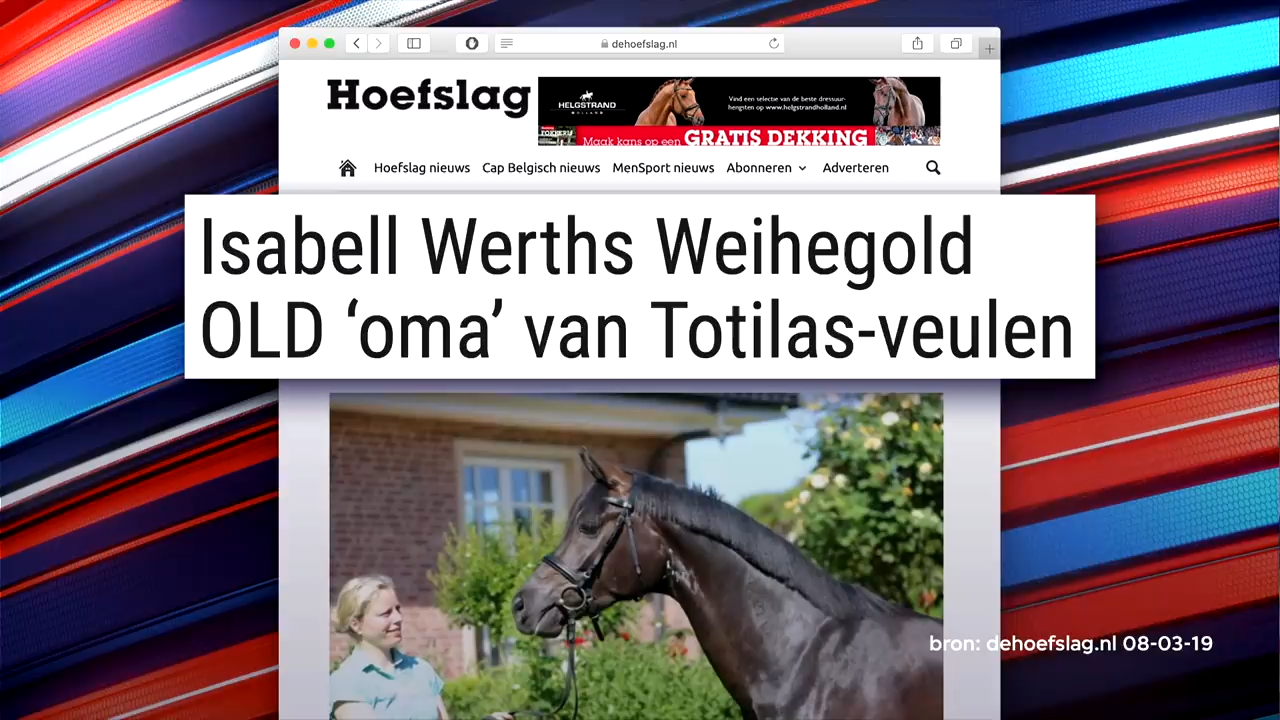 dehoefslag.nl
Hoefslag
HELGSTRAND
HOLLAND
Vind een selectie van de beste dressuur-
hengsten op www.helgstrandholland.nl
Maak kans op een GRATIS DEKKING
Hoefslag nieuws Cap Belgisch nieuws MenSport nieuws Abonneren Adverteren
Isabell Werths Weihegold
OLD ‘oma’ van Totilas-veulen
bron: dehoefslag.nl 08-03-19